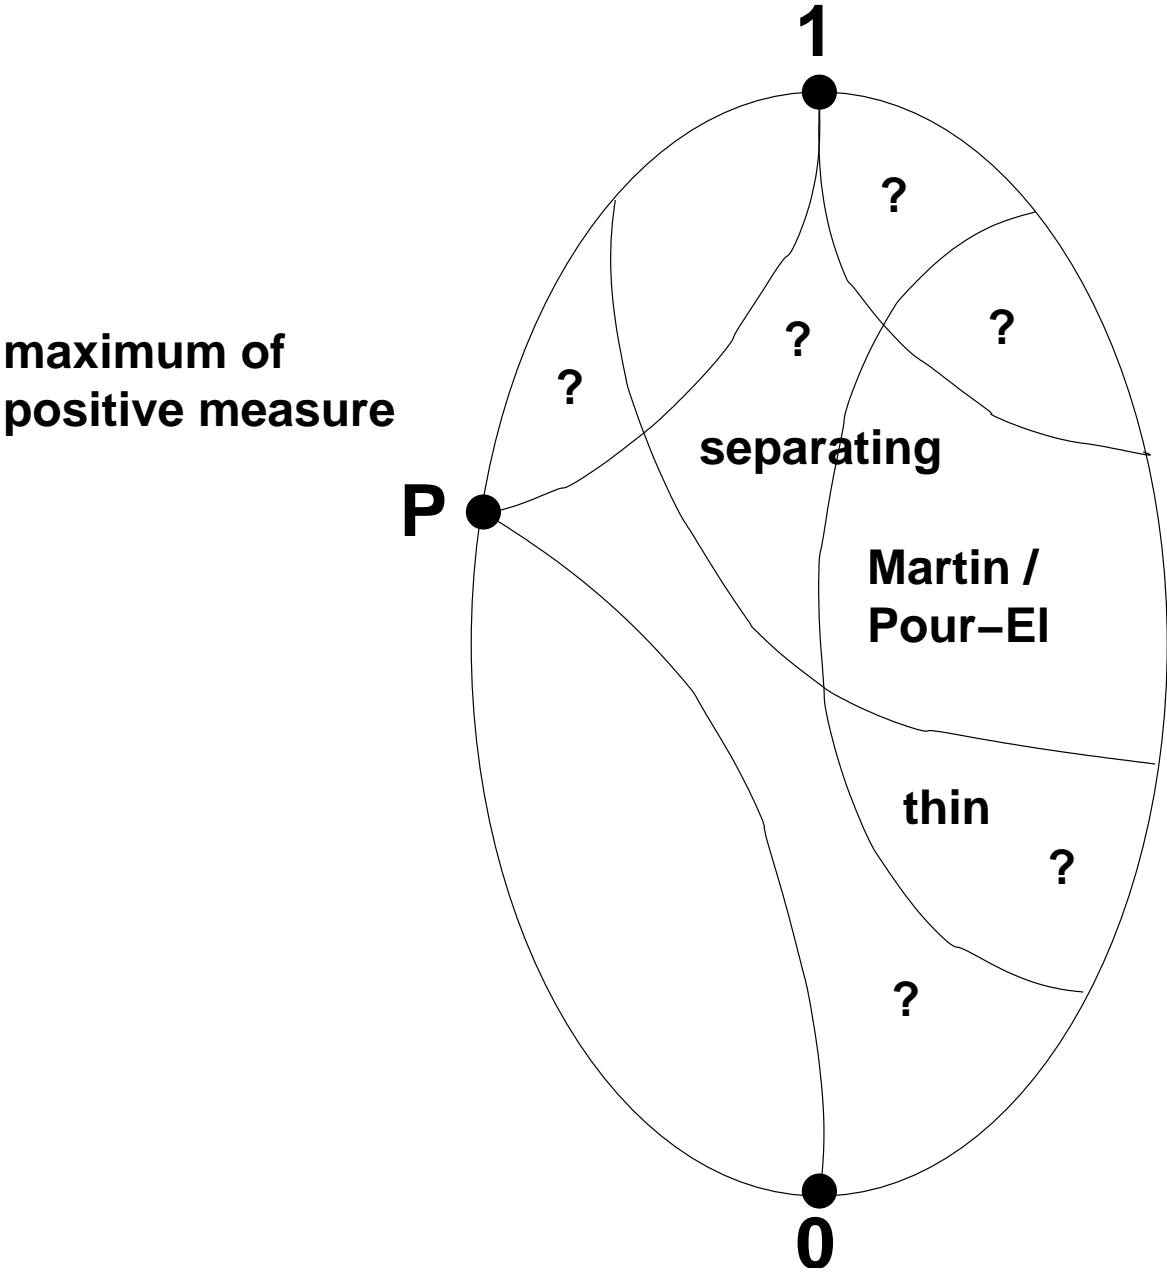 1
?
?
?
maximum of
positive measure
?
separating
P
Martin /
Pour–El
thin
?
?
0